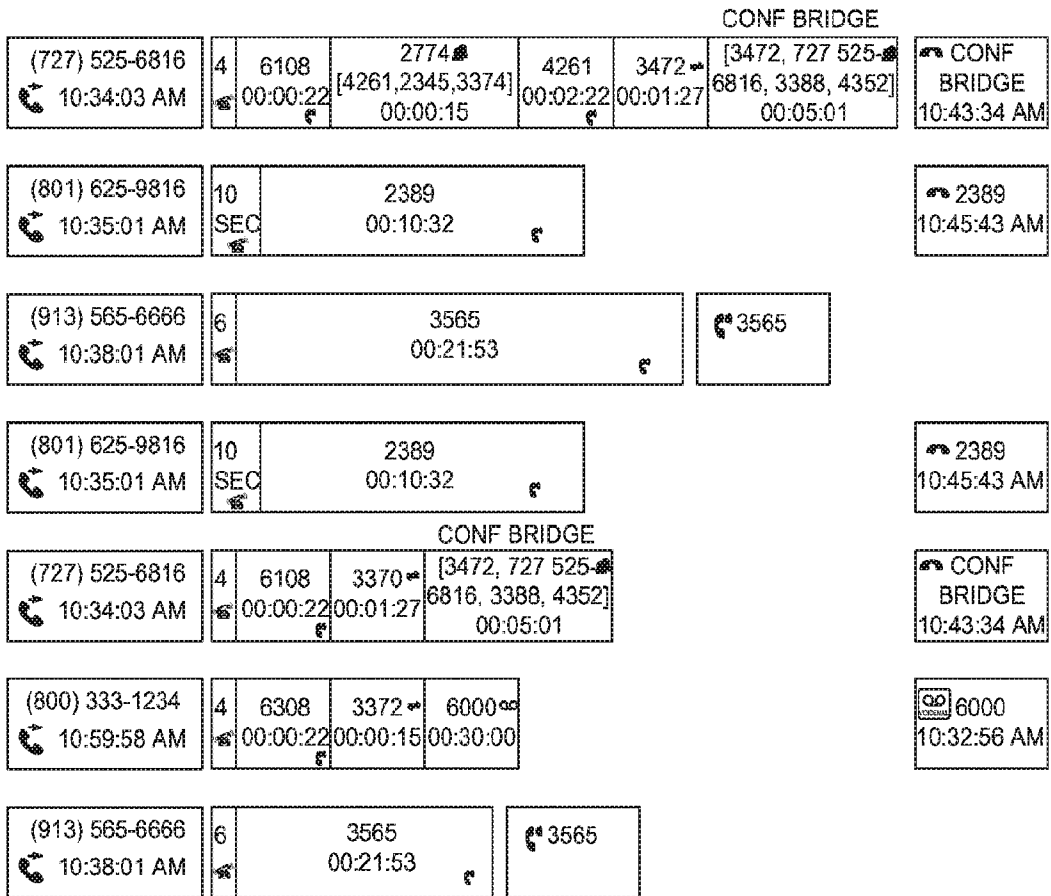 CONF BRIDGE
(727) 525-6816
10:34:03 AM
4
6108
00:00:22
2774
[4261,2345,3374]
00:00:15
4261
00:02:22
3472
00:01:27
[3472, 727 525-
6816, 3388, 4352]
00:05:01
CONF
BRIDGE
10:43:34 AM
(801) 625-9816
10:35:01 AM
10
SEC
2389
00:10:32
2389
10:45:43 AM
(913) 565-6666
10:38:01 AM
6
3565
00:21:53
3565
(801) 625-9816
10:35:01 AM
10
SEC
2389
00:10:32
2389
10:45:43 AM
CONF BRIDGE
(727) 525-6816
10:34:03 AM
4
6108
00:00:22
3370
00:01:27
[3472, 727 525-
6816, 3388, 4352]
00:05:01
CONF
BRIDGE
10:43:34 AM
(800) 333-1234
10:59:58 AM
4
6308
00:00:22
3372
00:00:15
6000
00:30:00
VOICEMAIL
6000
10:32:56 AM
(913) 565-6666
10:38:01 AM
6
3565
00:21:53
3565